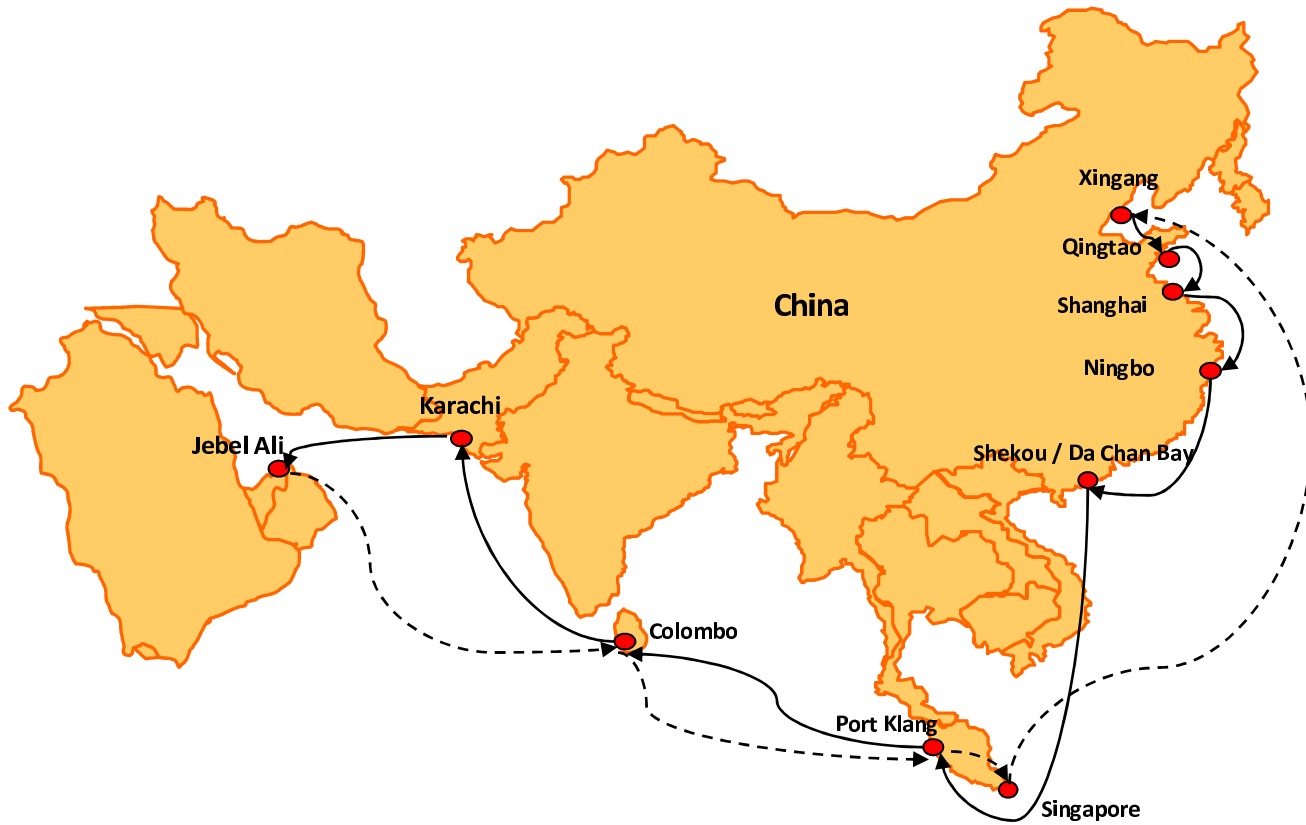 Xingang
Qingtao
China
Shanghai
Ningbo
Karachi
Jebel Ali
Shekou / Da Chan Bay
Colombo
Port Klang
Singapore